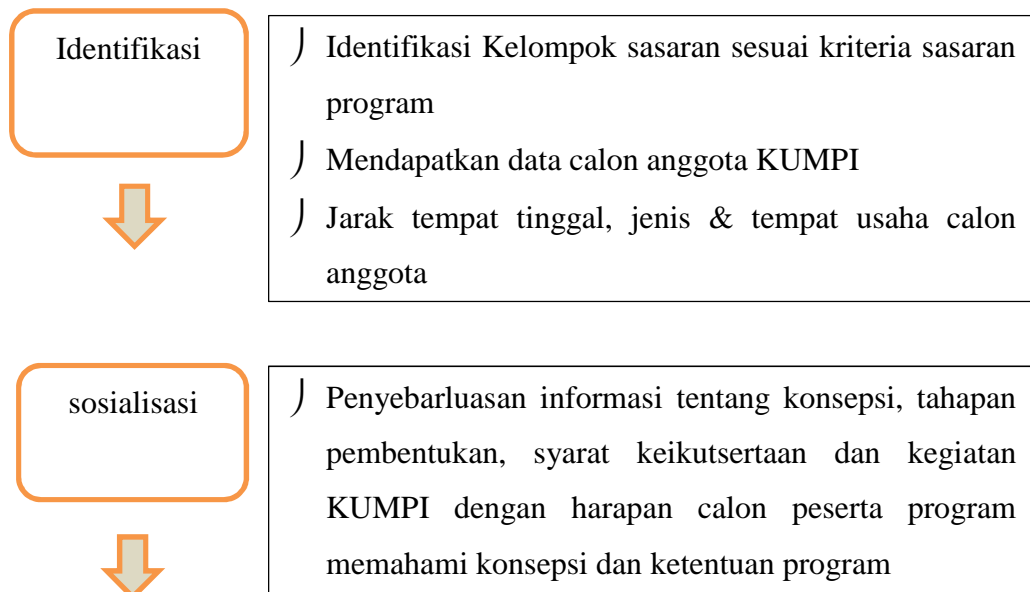 Identifikasi
Identifikasi Kelompok sasaran sesuai kriteria sasaran
program
Mendapatkan data calon anggota KUMPI
Jarak tempat tinggal, jenis & tempat usaha calon
anggota
sosialisasi
Penyebarluasan informasi tentang konsepsi, tahapan
pembentukan, syarat keikutsertaan dan kegiatan
KUMPI dengan harapan calon peserta program
memahami konsepsi dan ketentuan program